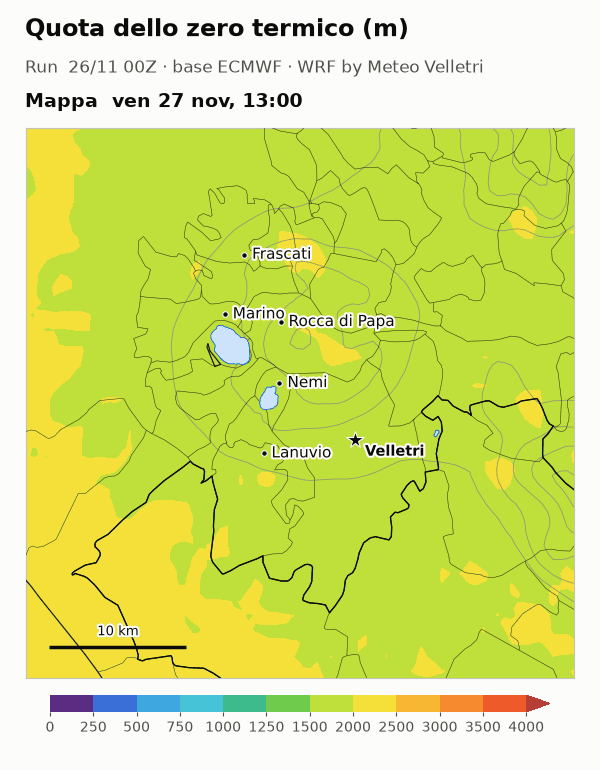 Quota dello zero termico (m)
Run  26/11 00Z · base ECMWF · WRF by Meteo Velletri
Mappa  ven 27 nov, 13:00
Frascati
Marino
Rocca di Papa
Nemi
Velletri
Lanuvio
10 km
0 250 500 750 1000 1250 1500 2000 2500 3000 3500 4000